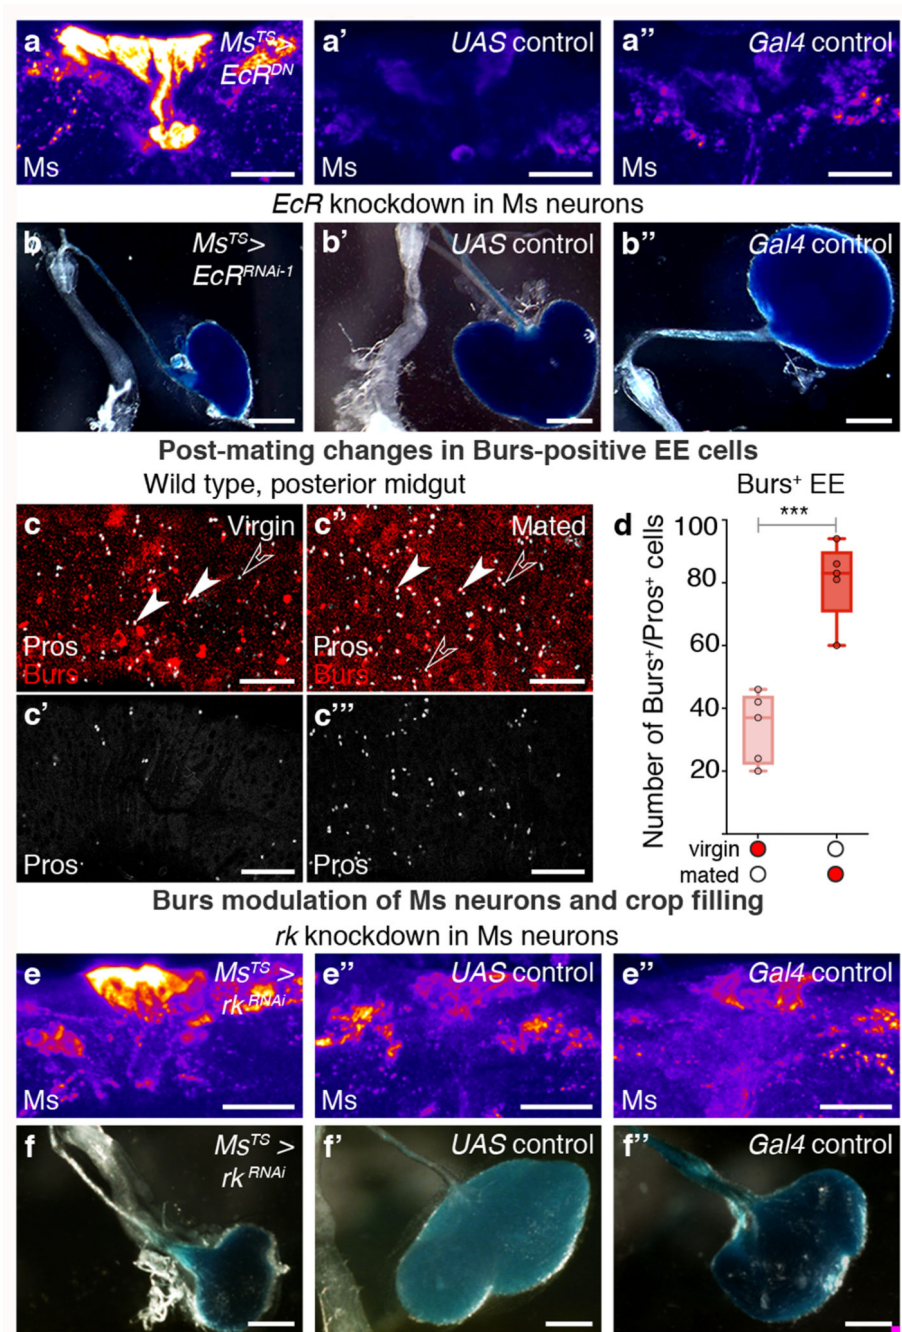 a
Ms^TS >
EcR^DN
Ms
a'
UAS control
Ms
a"
Gal4 control
Ms
EcR knockdown in Ms neurons
b
Ms^TS>
EcR^RNAi-1
b'
UAS control
b"
Gal4 control
Post-mating changes in Burs-positive EE cells
Wild type, posterior midgut
c
Virgin
Pros
Burs
c"
Mated
Pros
Burs
c'
Pros
c'"
Pros
Burs+ EE
d
***
Number of Burs+/Pros+ cells
100
80
60
40
20
virgin
mated
Burs modulation of Ms neurons and crop filling
rk knockdown in Ms neurons
e
Ms^TS >
rk^RNAi
Ms
e"
UAS control
Ms
e"
Gal4 control
Ms
f
Ms^TS >
rk^RNAi
f'
UAS control
f"
Gal4 control